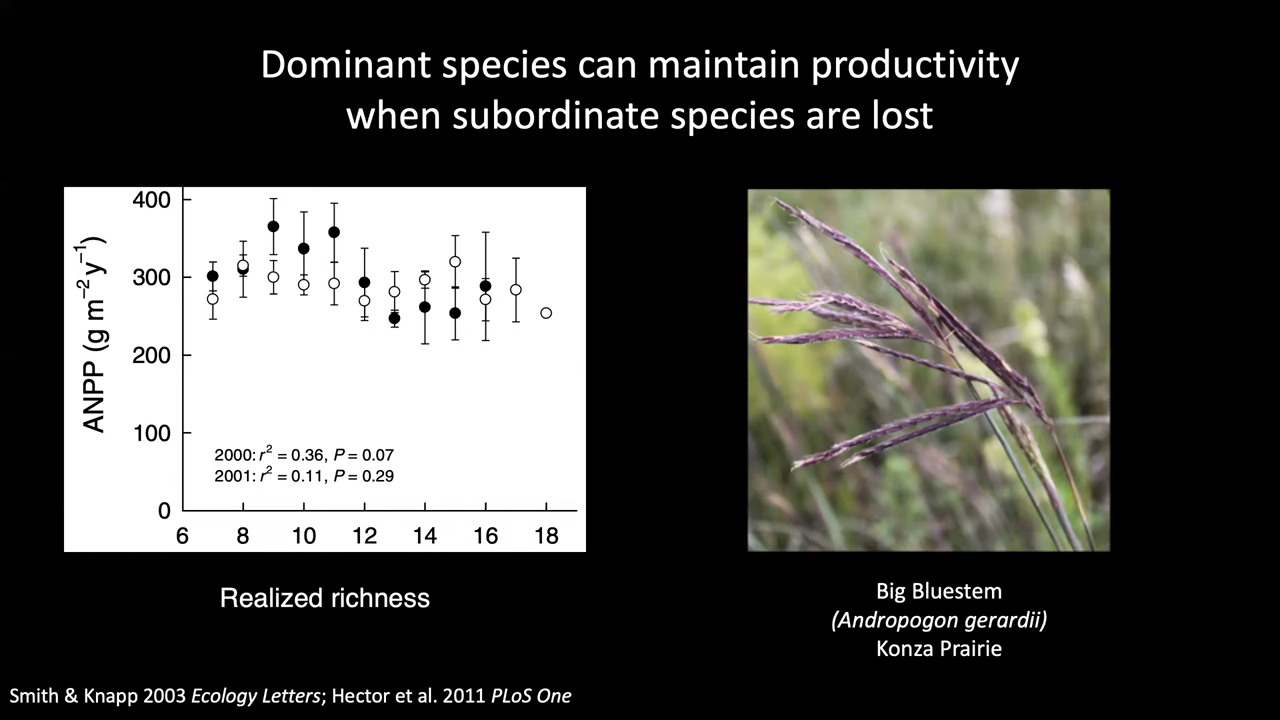 Dominant species can maintain productivity
when subordinate species are lost
400
300
200
100
0
ANPP (g m⁻² y⁻¹)
2000: r² = 0.36, P = 0.07
2001: r² = 0.11, P = 0.29
6 8 10 12 14 16 18
Realized richness
Big Bluestem
(Andropogon gerardii)
Konza Prairie
Smith & Knapp 2003 Ecology Letters; Hector et al. 2011 PLoS One